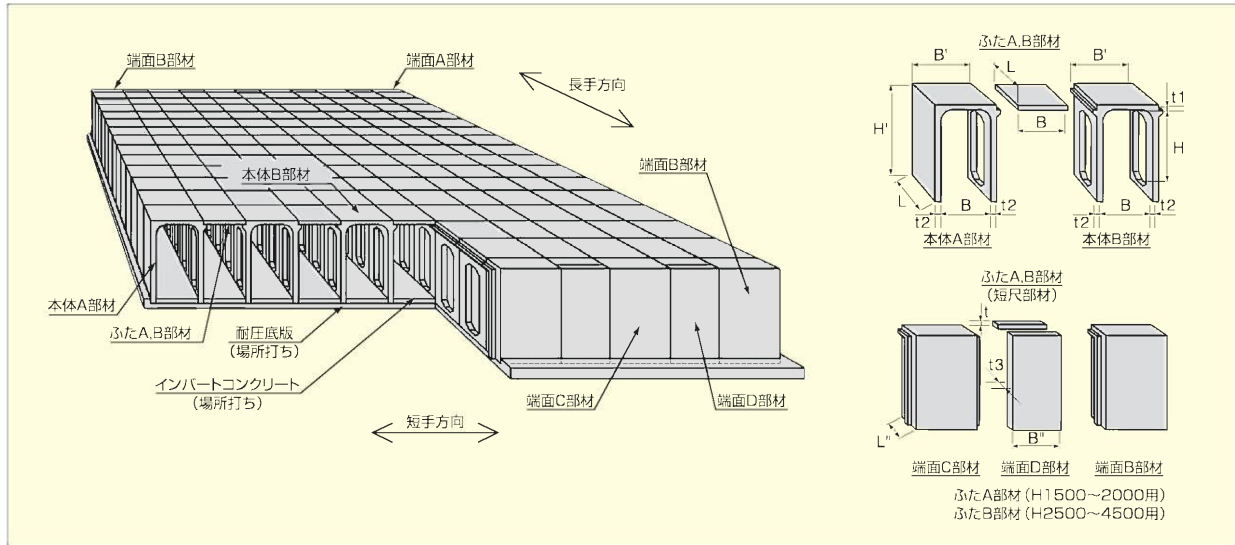 端面B部材
端面A部材
長手方向
本体B部材
端面B部材
本体A部材
ふたA,B部材
耐圧底版
(場所打ち)
インバートコンクリート
(場所打ち)
短手方向
端面C部材
端面D部材
ふたA,B部材
B'
L
B'
t1
H'
B
H
L
t2
B
t2
t2
B
t2
本体A部材
本体B部材
ふたA,B部材
(短尺部材)
t
t3
L"
B"
端面C部材
端面D部材
端面B部材
ふたA部材(H1500～2000用)
ふたB部材(H2500～4500用)